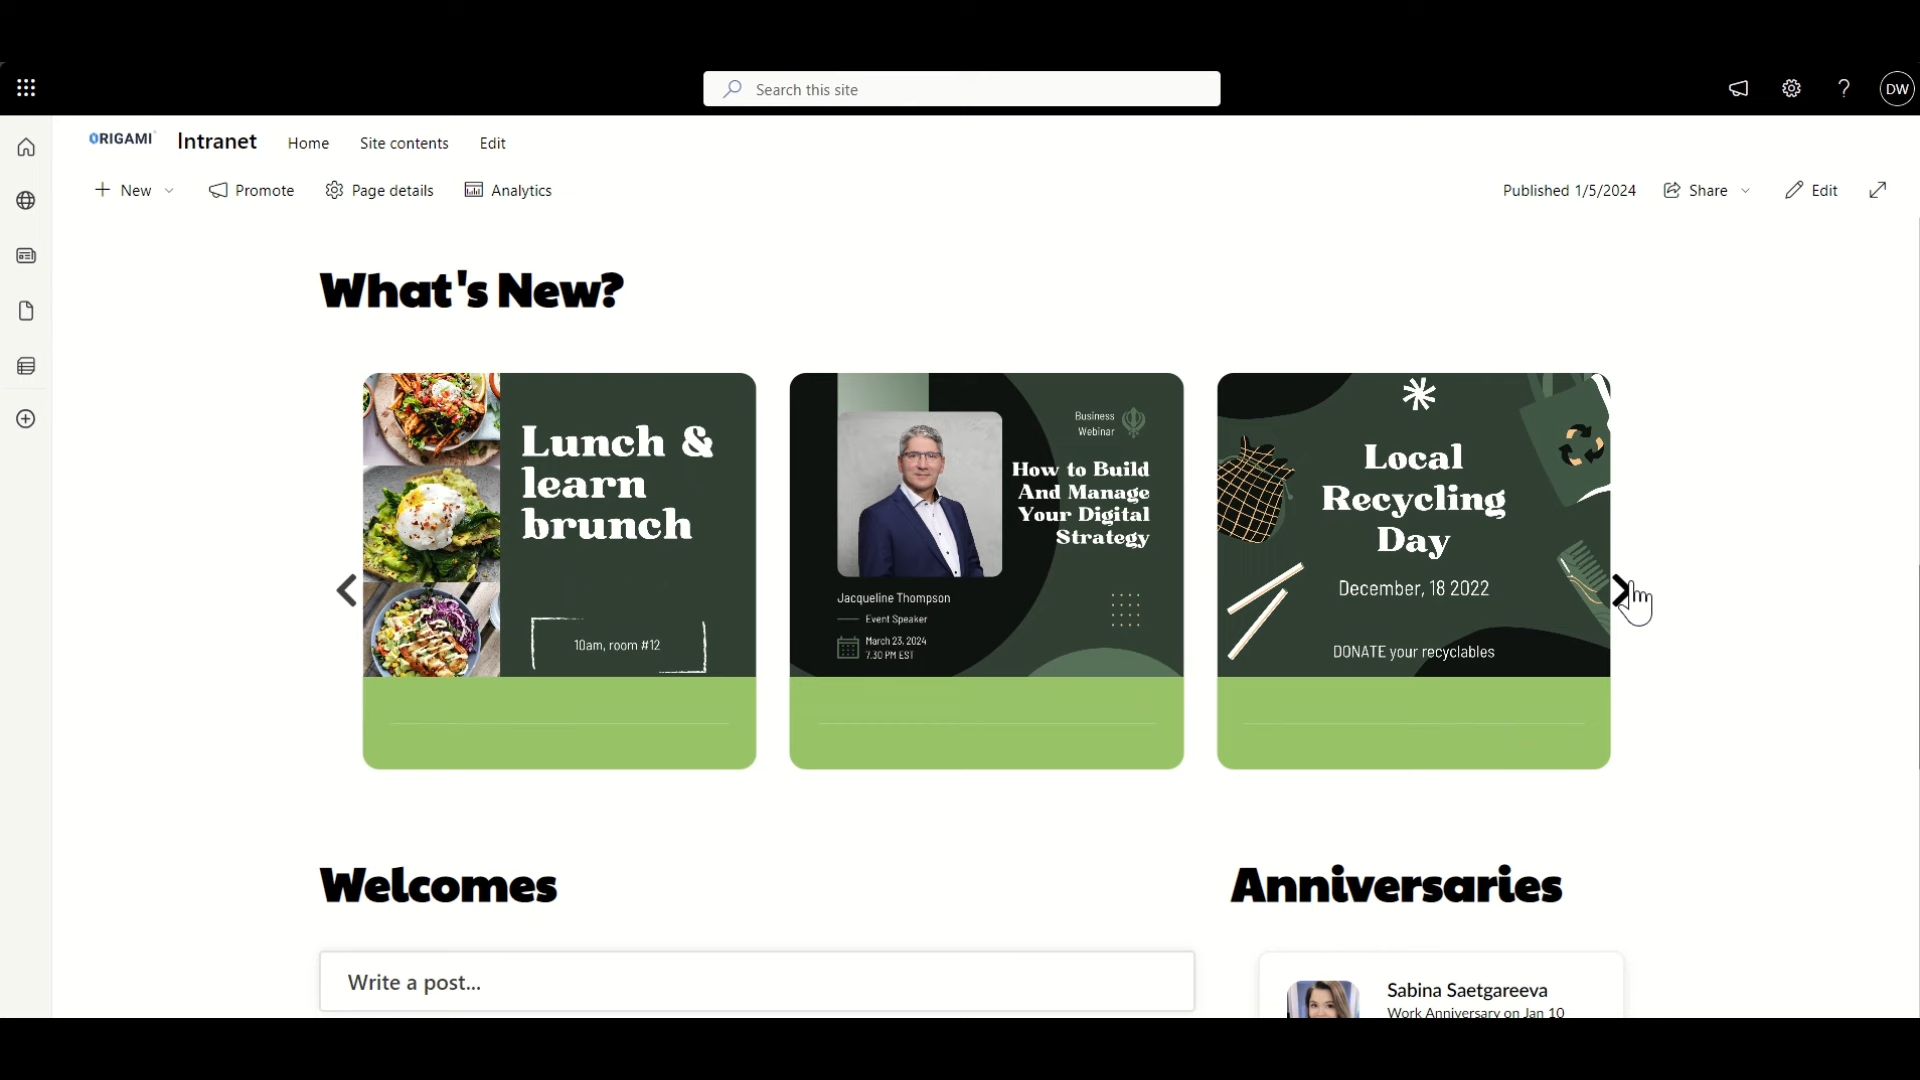 Search this site
DW
ORIGAMI
Intranet
Home
Site contents
Edit
New
Promote
Page details
Analytics
Published 1/5/2024
Share
Edit
What's New?
Lunch &
learn
brunch
10am, room #12
Business
Webinar
How to Build
And Manage
Your Digital
Strategy
Jacqueline Thompson
Event Speaker
March 23, 2024
7.30 PM EST
Local
Recycling
Day
December, 18 2022
DONATE your recyclables
Welcomes
Write a post...
Anniversaries
Sabina Saetgareeva
Work Anniversary on Jan 10